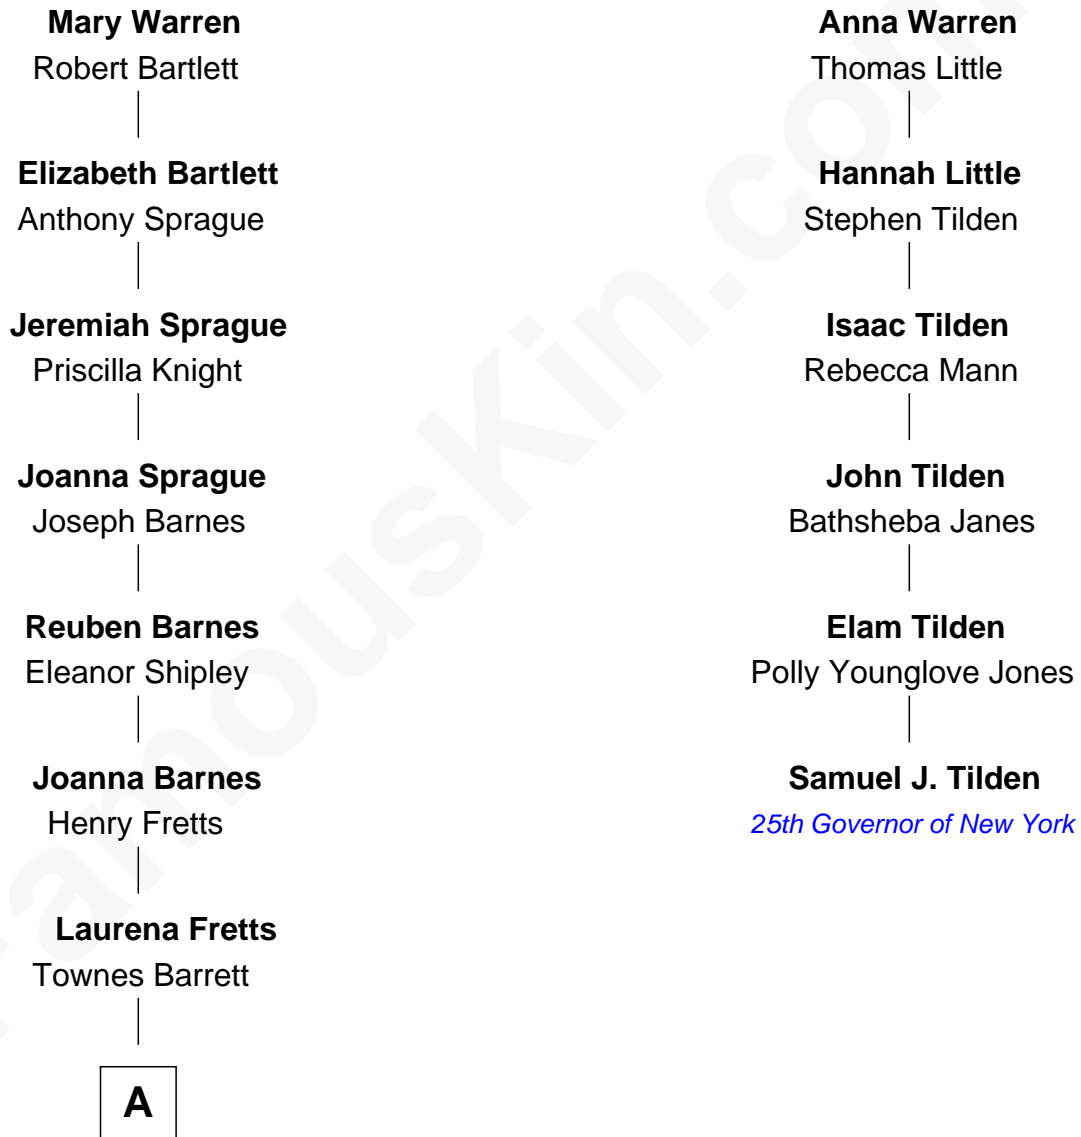 Mary Warren
Robert Bartlett
Elizabeth Bartlett
Anthony Sprague
Jeremiah Sprague
Priscilla Knight
Joanna Sprague
Joseph Barnes
Reuben Barnes
Eleanor Shipley
Joanna Barnes
Henry Fretts
Laurena Fretts
Townes Barrett
A
Anna Warren
Thomas Little
Hannah Little
Stephen Tilden
Isaac Tilden
Rebecca Mann
John Tilden
Bathsheba Janes
Elam Tilden
Polly Younglove Jones
Samuel J. Tilden
25th Governor of New York
FamousKin.com